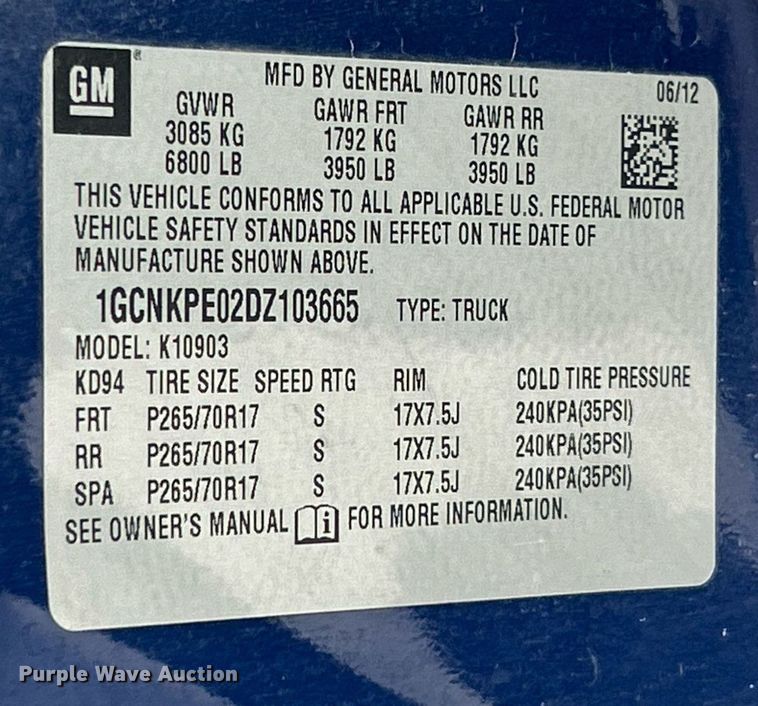 GM
MFD BY GENERAL MOTORS LLC 06/12
GVWR GAWR FRT GAWR RR
3085 KG 1792 KG 1792 KG
6800 LB 3950 LB 3950 LB
THIS VEHICLE CONFORMS TO ALL APPLICABLE U.S. FEDERAL MOTOR
VEHICLE SAFETY STANDARDS IN EFFECT ON THE DATE OF
MANUFACTURE SHOWN ABOVE.
1GCNKPE02DZ103665 TYPE: TRUCK
MODEL: K10903
KD94 TIRE SIZE SPEED RTG RIM COLD TIRE PRESSURE
FRT P265/70R17 S 17X7.5J 240KPA(35PSI)
RR P265/70R17 S 17X7.5J 240KPA(35PSI)
SPA P265/70R17 S 17X7.5J 240KPA(35PSI)
SEE OWNER'S MANUAL i FOR MORE INFORMATION.
Purple Wave Auction